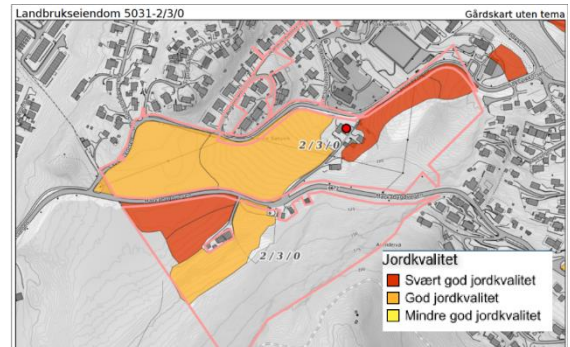 Landbrukseiendom 5031-2/3/0
Gårdskart uten tema
2/3/0
2/3/0
Jordkvalitet
Svært god jordkvalitet
God jordkvalitet
Mindre god jordkvalitet